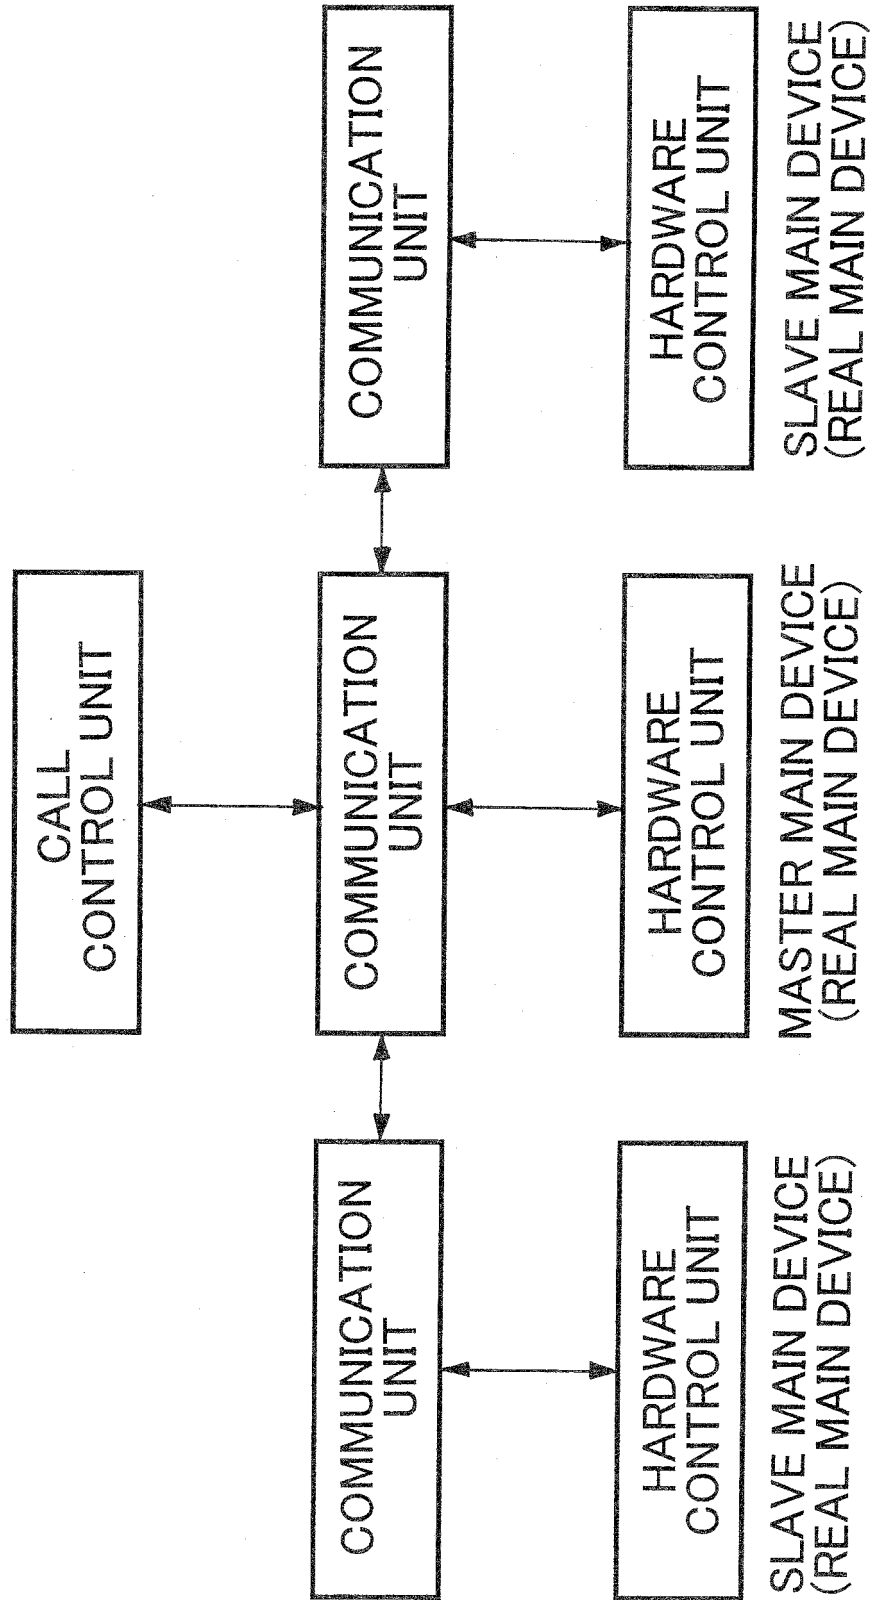 CALL
CONTROL UNIT
COMMUNICATION
UNIT
COMMUNICATION
UNIT
COMMUNICATION
UNIT
HARDWARE
CONTROL UNIT
HARDWARE
CONTROL UNIT
HARDWARE
CONTROL UNIT
SLAVE MAIN DEVICE
(REAL MAIN DEVICE)
MASTER MAIN DEVICE
(REAL MAIN DEVICE)
SLAVE MAIN DEVICE
(REAL MAIN DEVICE)